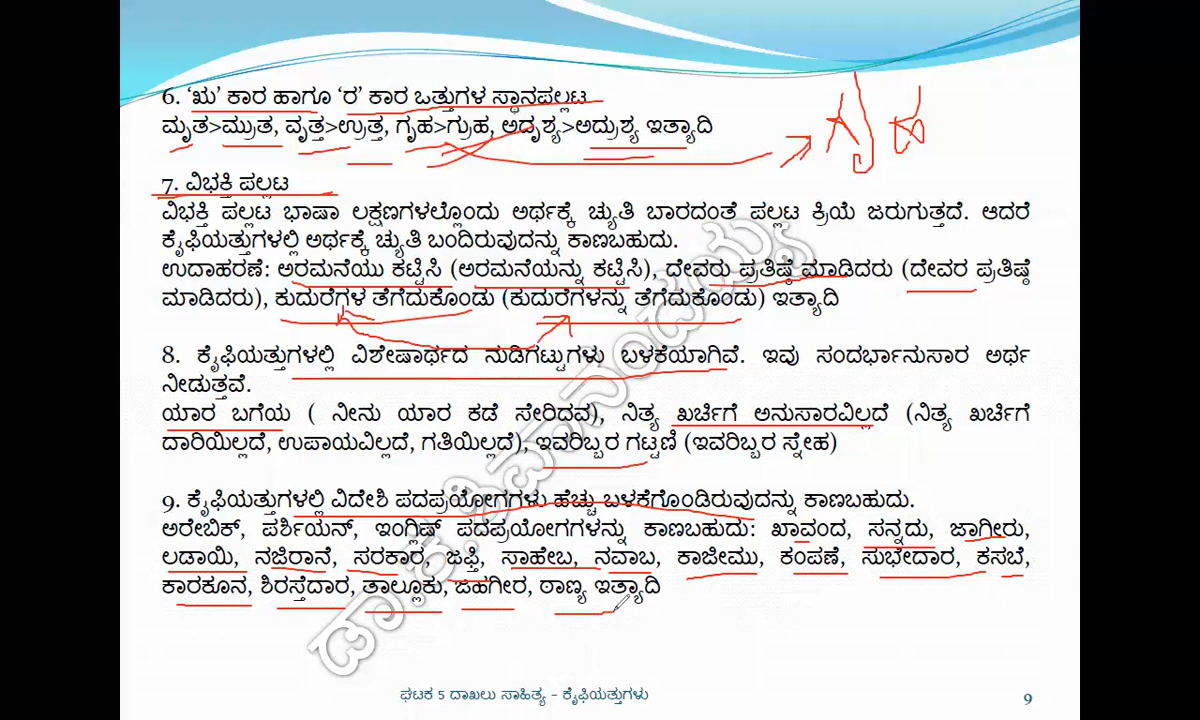 6. ‘ಋ’ ಕಾರ ಹಾಗೂ ‘ರ’ ಕಾರ ಒತ್ತುಗಳ ಸ್ಥಾನಪಲ್ಲಟ
ಮೃತ>ಮ್ರುತ, ವೃತ್ತ>ಉ್ರತ್ತ, ಗೃಹ>ಗ್ರುಹ, ಅದೃಶ್ಯ>ಅದ್ರುಶ್ಯ ಇತ್ಯಾದಿ
7. ವಿಭಕ್ತಿ ಪಲ್ಲಟ
ವಿಭಕ್ತಿ ಪಲ್ಲಟ ಭಾಷಾ ಲಕ್ಷಣಗಳಲ್ಲೊಂದು ಅರ್ಥಕ್ಕೆ ಚ್ಯುತಿ ಬಾರದಂತೆ ಪಲ್ಲಟ ಕ್ರಿಯೆ ಜರುಗುತ್ತದೆ. ಆದರೆ
ಕೈಫಿಯತ್ತುಗಳಲ್ಲಿ ಅರ್ಥಕ್ಕೆ ಚ್ಯುತಿ ಬಂದಿರುವುದನ್ನು ಕಾಣಬಹುದು.
ಉದಾಹರಣೆ: ಅರಮನೆಯು ಕಟ್ಟಿಸಿ (ಅರಮನೆಯನ್ನು ಕಟ್ಟಿಸಿ), ದೇವರು ಪ್ರತಿಷ್ಠೆ ಮಾಡಿದರು (ದೇವರ ಪ್ರತಿಷ್ಠೆ
ಮಾಡಿದರು), ಕುದುರೆಗಳ ತೆಗೆದುಕೊಂಡು (ಕುದುರೆಗಳನ್ನು ತೆಗೆದುಕೊಂಡು) ಇತ್ಯಾದಿ
8. ಕೈಫಿಯತ್ತುಗಳಲ್ಲಿ ವಿಶೇಷಾರ್ಥದ ನುಡಿಗಟ್ಟುಗಳು ಬಳಕೆಯಾಗಿವೆ. ಇವು ಸಂದರ್ಭಾನುಸಾರ ಅರ್ಥ
ನೀಡುತ್ತವೆ.
ಯಾರ ಬಗೆಯ ( ನೀನು ಯಾರ ಕಡೆ ಸೇರಿದವ), ನಿತ್ಯ ಖರ್ಚಿಗೆ ಅನುಸಾರವಿಲ್ಲದೆ (ನಿತ್ಯ ಖರ್ಚಿಗೆ
ದಾರಿಯಿಲ್ಲದೆ, ಉಪಾಯವಿಲ್ಲದೆ, ಗತಿಯಿಲ್ಲದೆ), ಇವರಿಬ್ಬರ ಗಟ್ಟಣಿ (ಇವರಿಬ್ಬರ ಸ್ನೇಹ)
9. ಕೈಫಿಯತ್ತುಗಳಲ್ಲಿ ವಿದೇಶಿ ಪದಪ್ರಯೋಗಗಳು ಹೆಚ್ಚು ಬಳಕೆಗೊಂಡಿರುವುದನ್ನು ಕಾಣಬಹುದು.
ಅರೇಬಿಕ್, ಪರ್ಶಿಯನ್, ಇಂಗ್ಲಿಷ್ ಪದಪ್ರಯೋಗಗಳನ್ನು ಕಾಣಬಹುದು: ಖಾವಂದ, ಸನ್ನದು, ಜಾಗೀರು,
ಲಡಾಯಿ, ನಜಿರಾನೆ, ಸರಕಾರ, ಜಫ್ತಿ, ಸಾಹೇಬ, ನವಾಬ, ಕಾಜೀಮು, ಕಂಪಣೆ, ಸುಭೇದಾರ, ಕಸಬೆ,
ಕಾರಕೂನ, ಶಿರಸ್ತೆದಾರ, ತಾಲ್ಲೂಕು, ಜಹಗೀರ, ಠಾಣ್ಯ ಇತ್ಯಾದಿ
ಡಾ.ಕ.ಶಿವಾನಂದಯ್ಯ
ಘಟಕ 5 ದಾಖಲು ಸಾಹಿತ್ಯ - ಕೈಫಿಯತ್ತುಗಳು
9